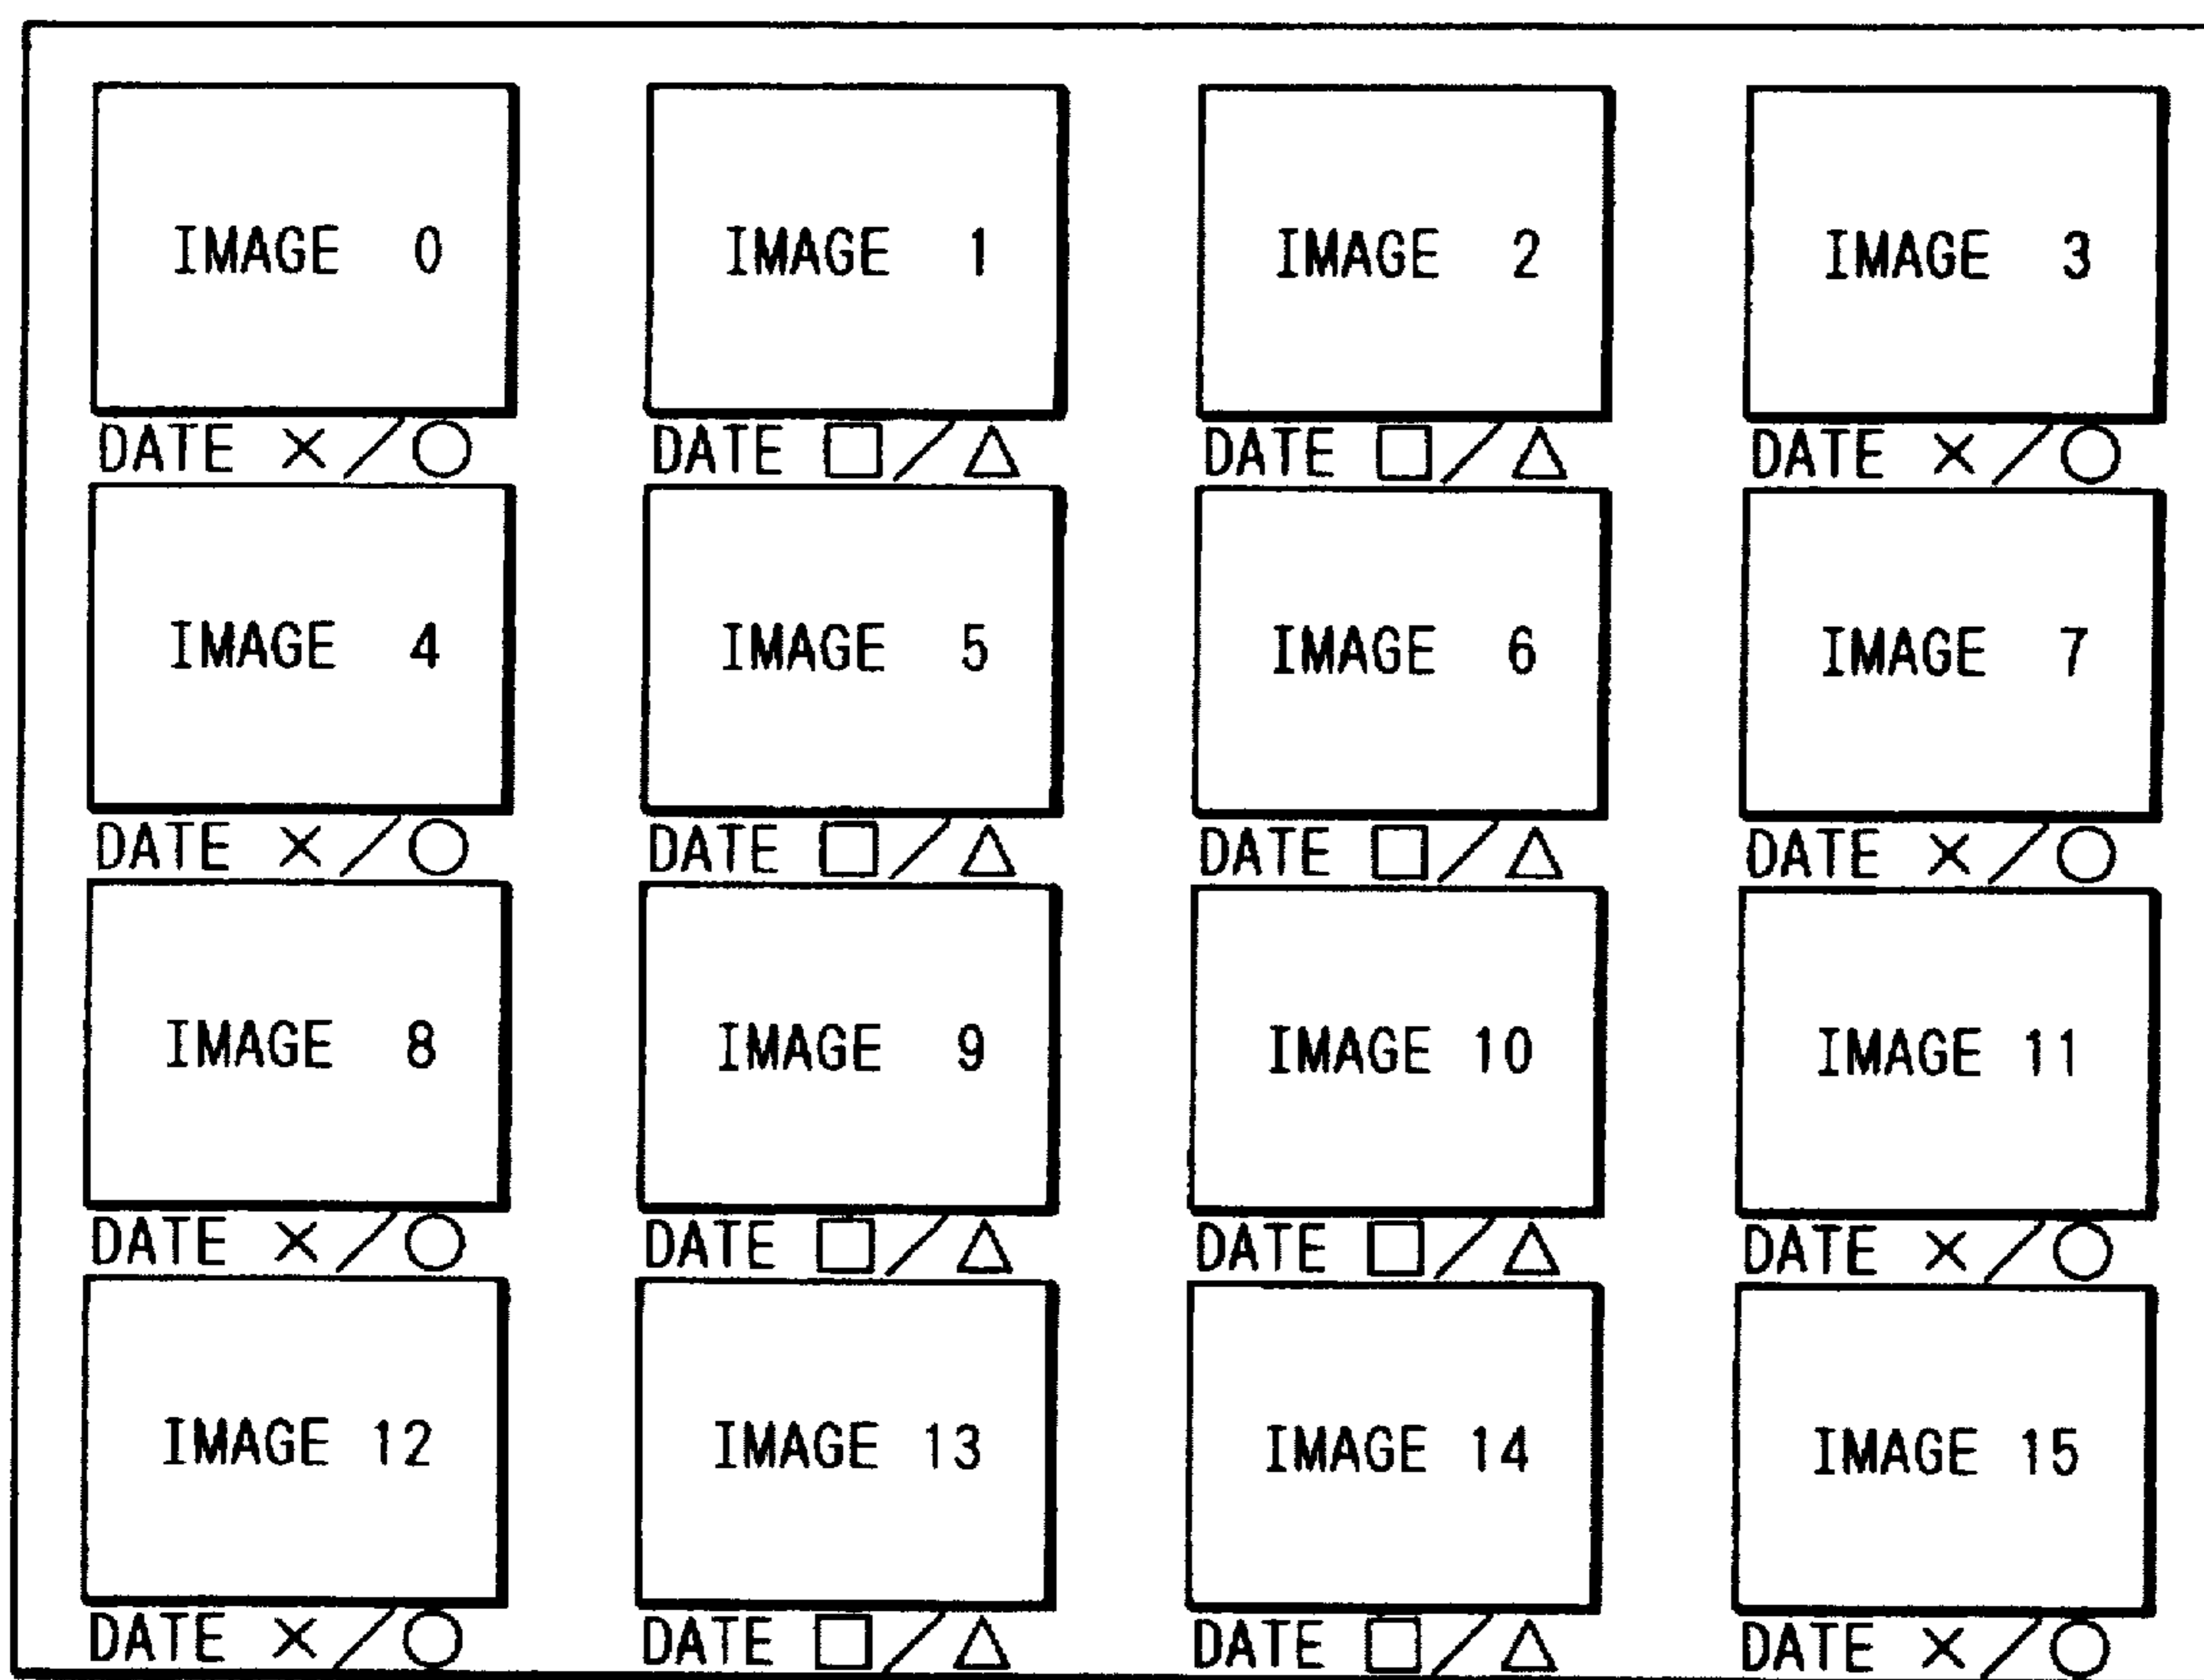 IMAGE 0 IMAGE 1 IMAGE 2 IMAGE 3
DATE ×/○ DATE □/△ DATE □/△ DATE ×/○
IMAGE 4 IMAGE 5 IMAGE 6 IMAGE 7
DATE ×/○ DATE □/△ DATE □/△ DATE ×/○
IMAGE 8 IMAGE 9 IMAGE 10 IMAGE 11
DATE ×/○ DATE □/△ DATE □/△ DATE ×/○
IMAGE 12 IMAGE 13 IMAGE 14 IMAGE 15
DATE ×/○ DATE □/△ DATE □/△ DATE ×/○